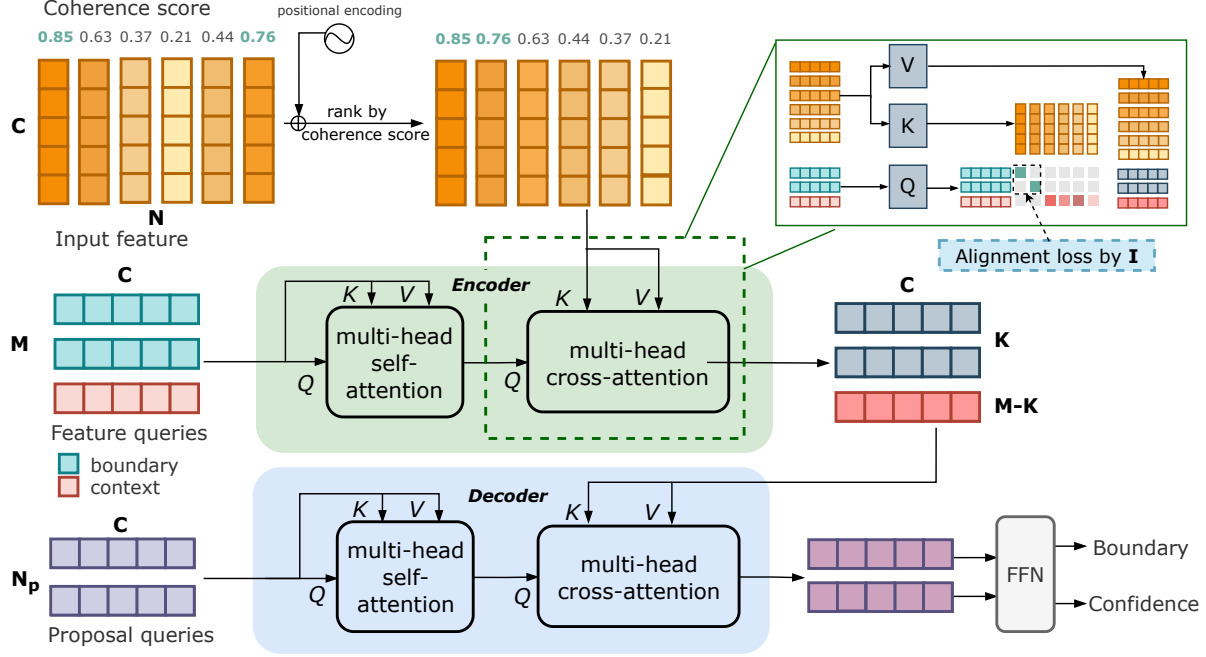 Coherence score
positional encoding
0.85 0.63 0.37 0.21 0.44 0.76
0.85 0.76 0.63 0.44 0.37 0.21
C
rank by
coherence score
N
Input feature
V
K
Q
Alignment loss by I
C
M
Feature queries
boundary
context
Encoder
K V
Q
multi-head
self-
attention
K V
Q
multi-head
cross-attention
C
K
M-K
Decoder
C
Np
Proposal queries
K V
Q
multi-head
self-
attention
K V
Q
multi-head
cross-attention
FFN
Boundary
Confidence